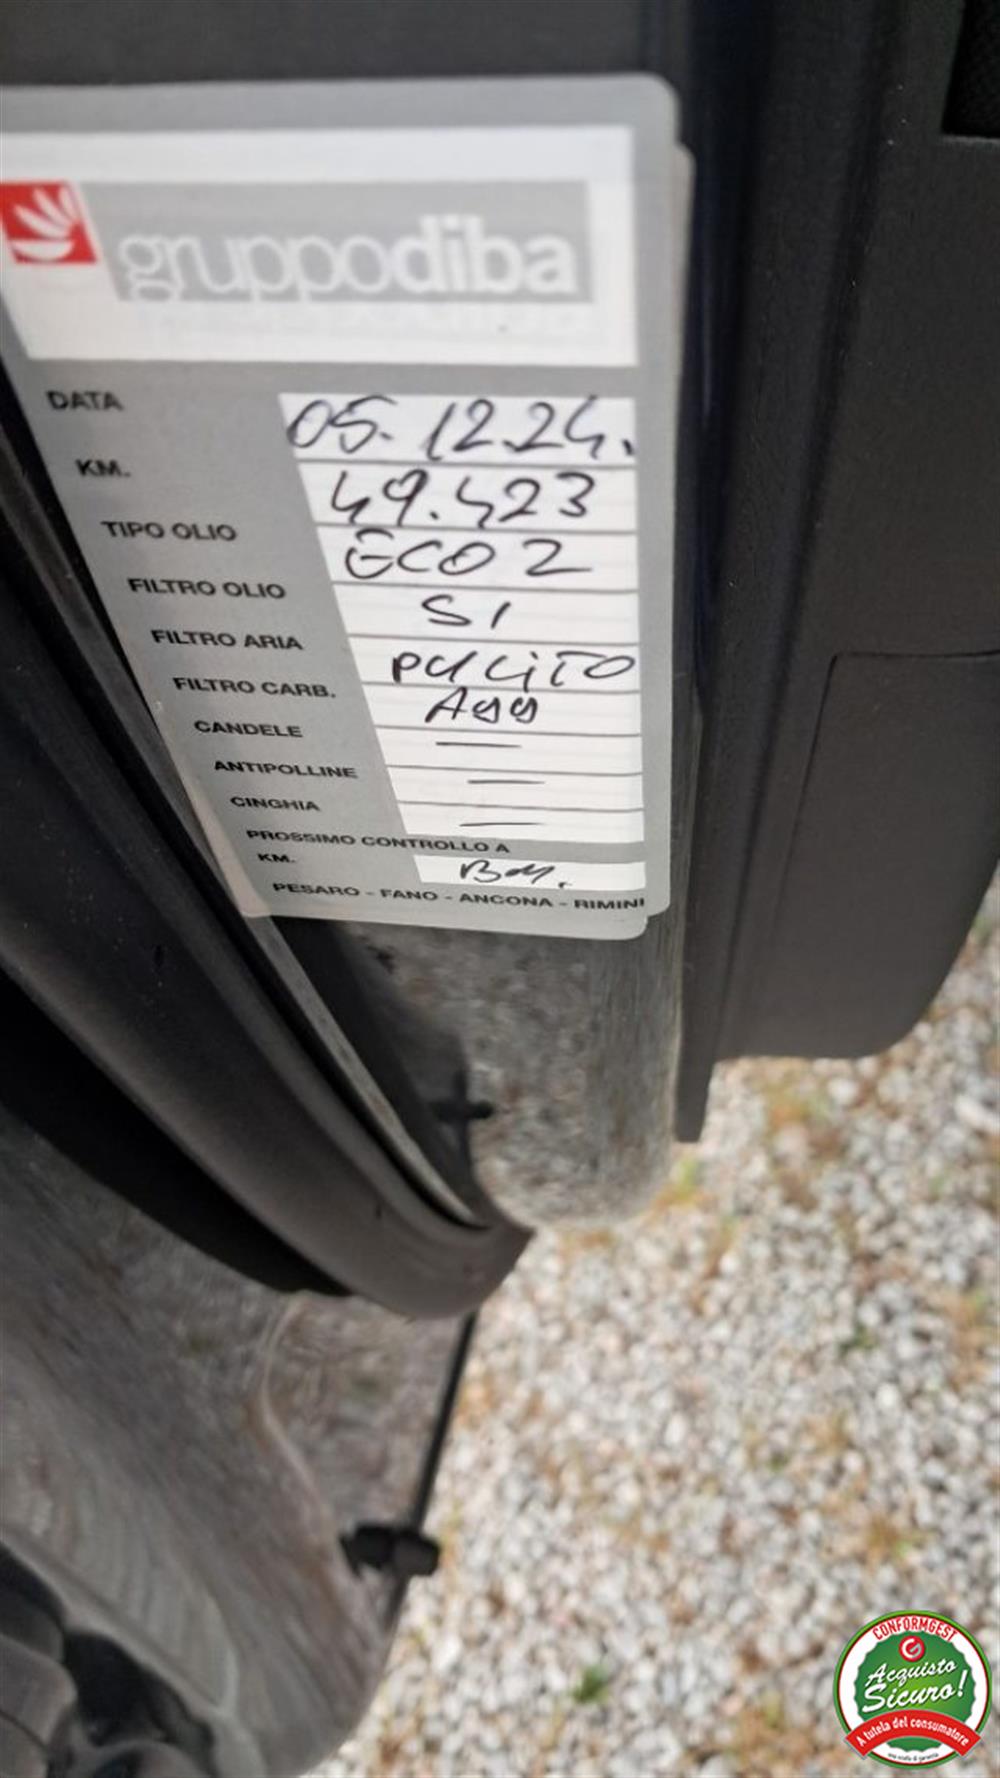 gruppodiba
DATA 05.12.24.
KM. 49.423
TIPO OLIO ECO 2
FILTRO OLIO SI
FILTRO ARIA PULITO
FILTRO CARB. Agg
CANDELE —
ANTIPOLLINE —
CINGHIA —
PROSSIMO CONTROLLO A
KM.
PESARO - FANO - ANCONA - RIMINI
CONFORMGEST
Acquisto
Sicuro!
A tutela del consumatore